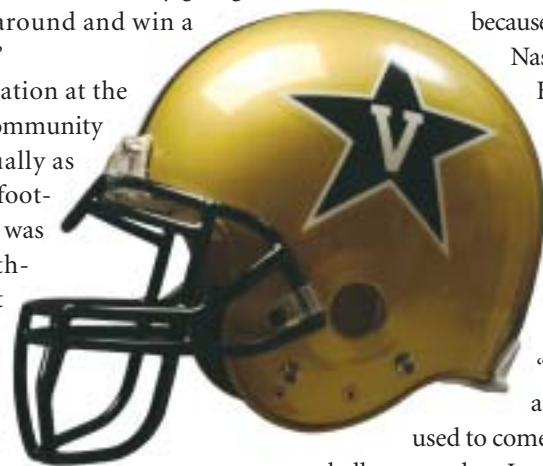 around and win a
ation at the
ommunity
ually as
foot-
was
th-
because
Nas
V
“
a
used to come